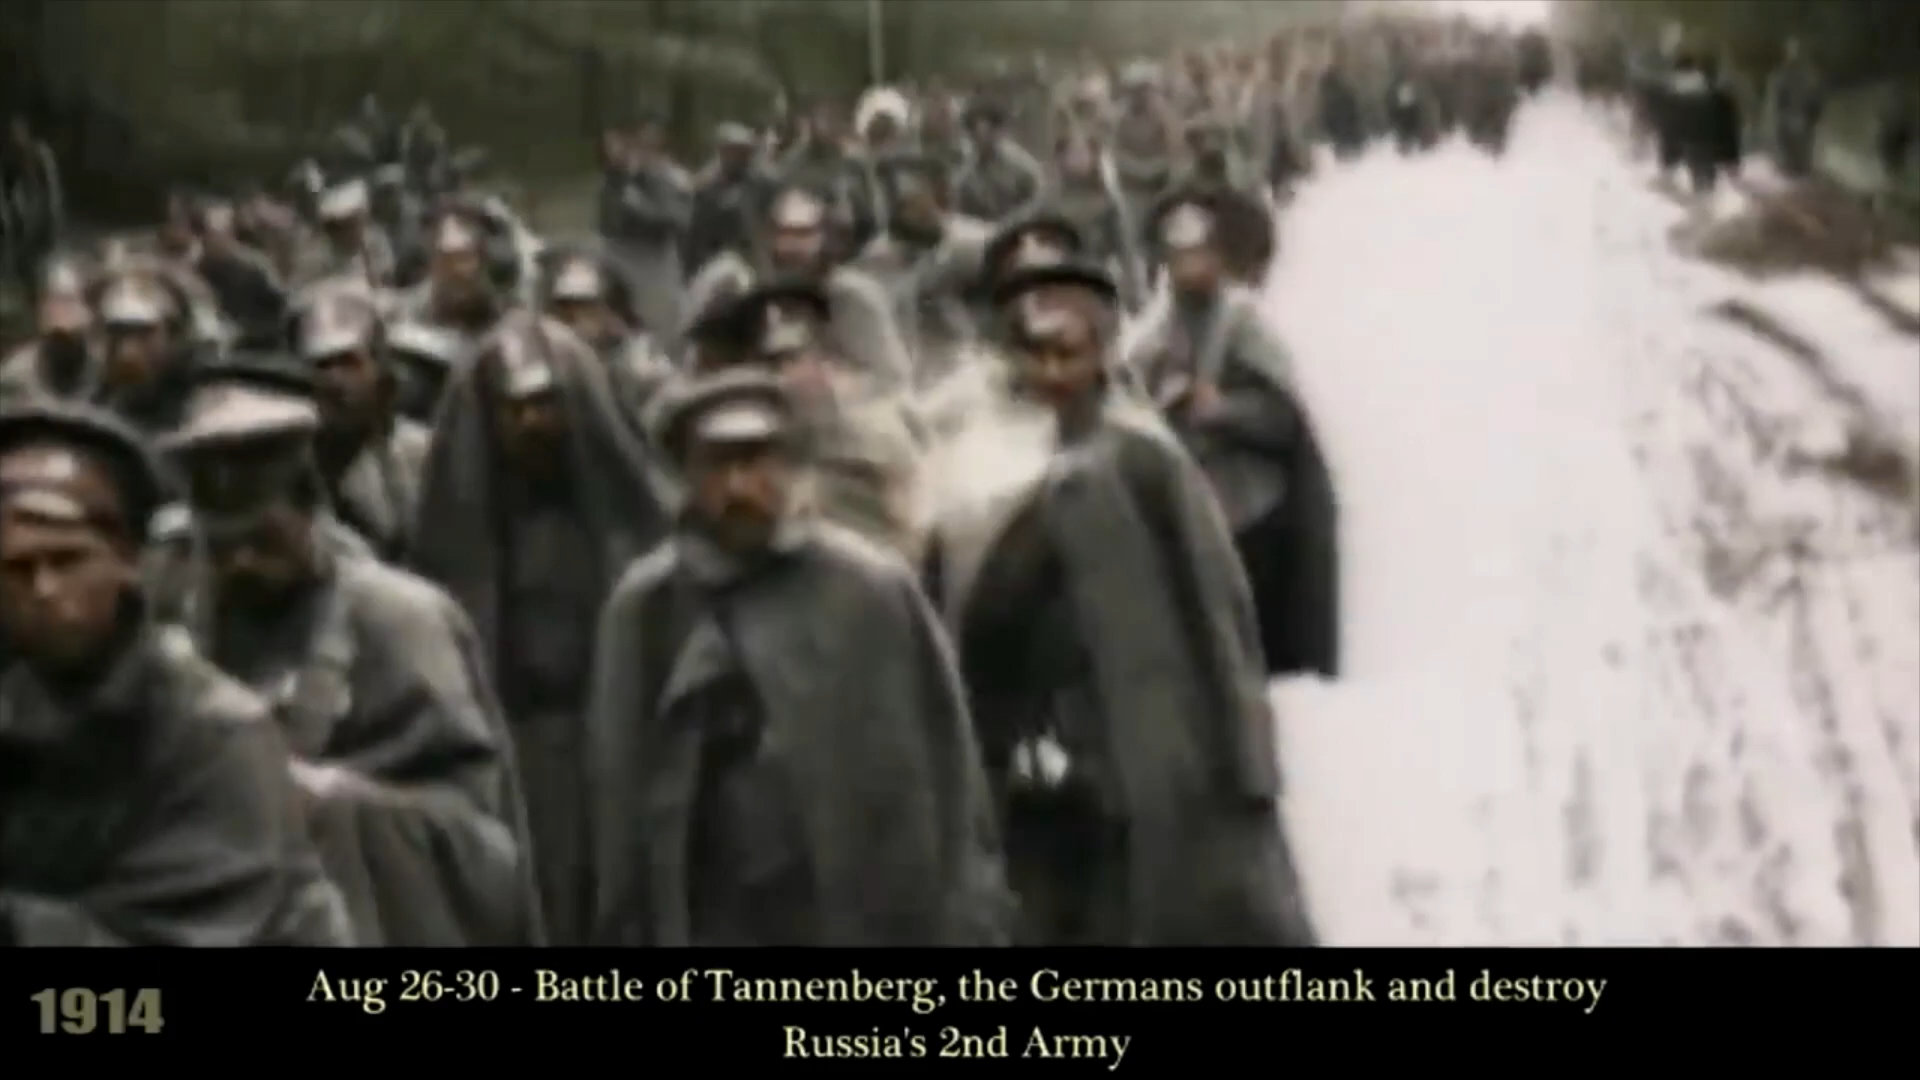 1914
Aug 26-30 - Battle of Tannenberg, the Germans outflank and destroy
Russia's 2nd Army